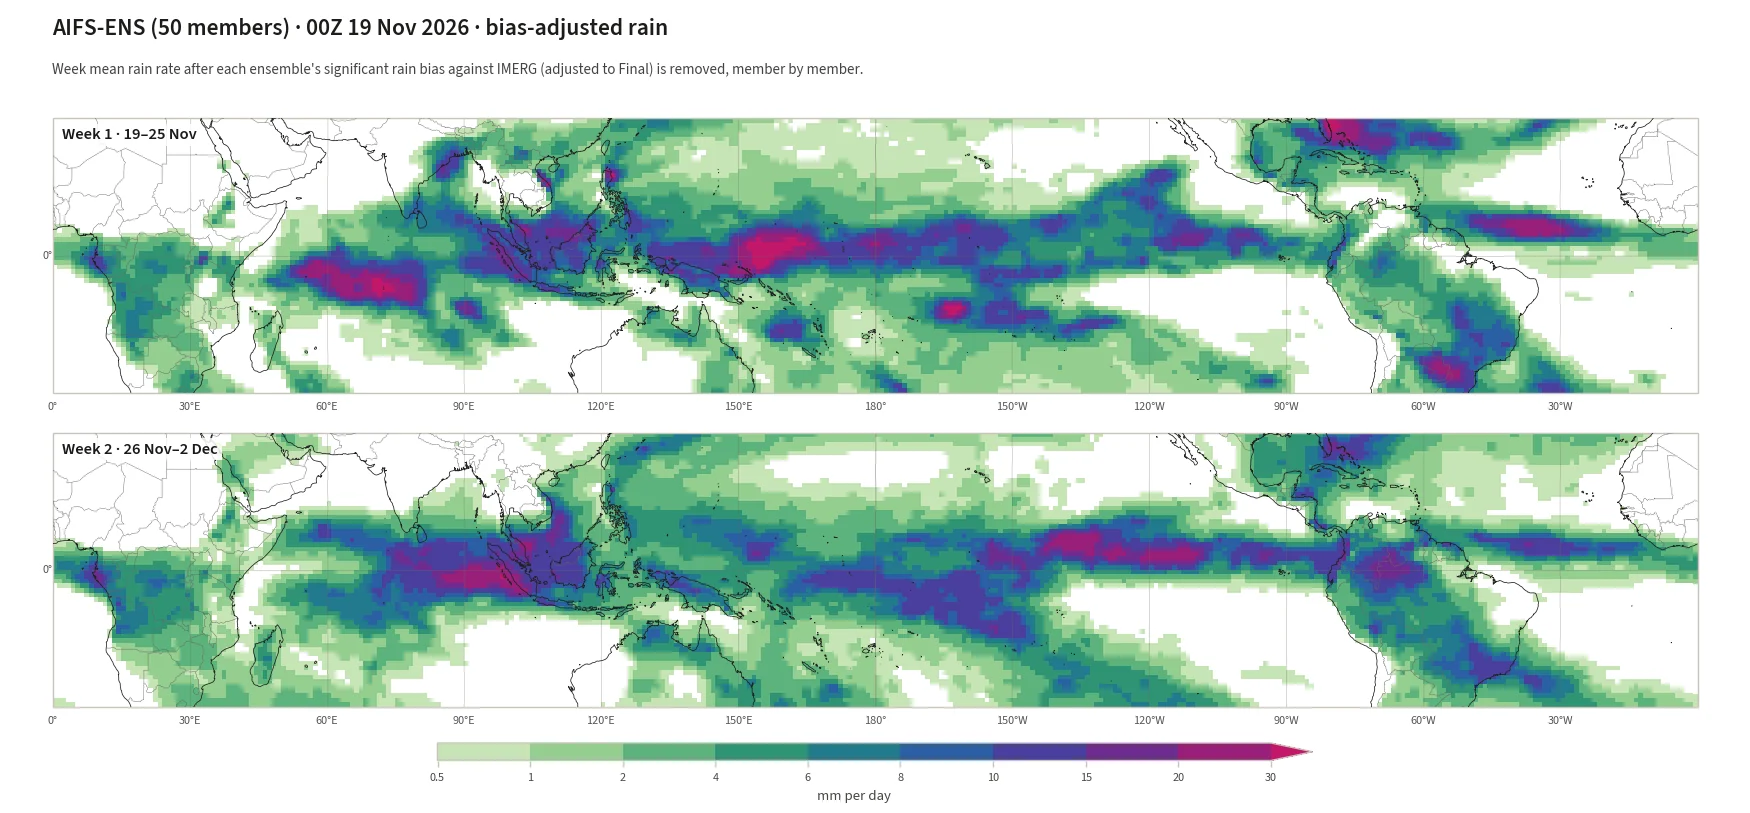 AIFS-ENS (50 members) · 00Z 19 Nov 2026 · bias-adjusted rain
Week mean rain rate after each ensemble's significant rain bias against IMERG (adjusted to Final) is removed, member by member.
Week 1 · 19–25 Nov
0°
0° 30°E 60°E 90°E 120°E 150°E 180° 150°W 120°W 90°W 60°W 30°W
Week 2 · 26 Nov–2 Dec
0°
0° 30°E 60°E 90°E 120°E 150°E 180° 150°W 120°W 90°W 60°W 30°W
0.5 1 2 4 6 8 10 15 20 30
mm per day